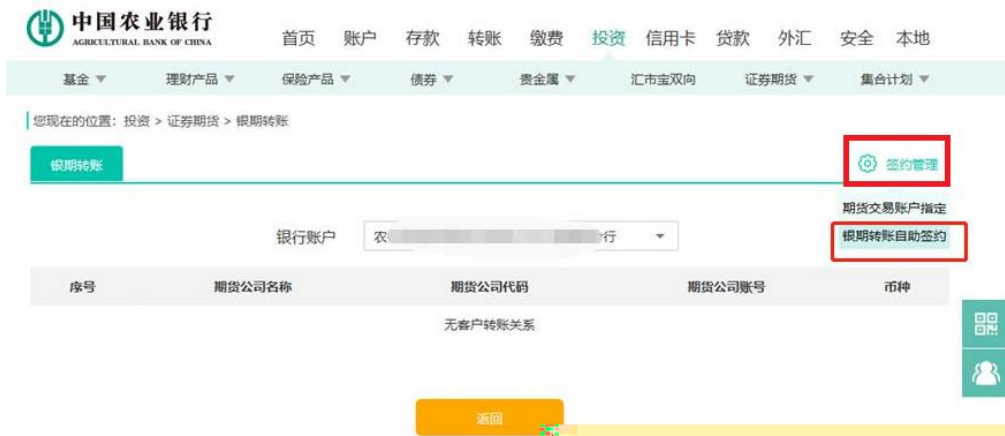 中国农业银行
AGRICULTURAL BANK OF CHINA
首页 账户 存款 转账 缴费 投资 信用卡 贷款 外汇 安全 本地
基金 理财产品 保险产品 债券 贵金属 汇市宝双向 证券期货 集合计划
您现在的位置：投资 > 证券期货 > 银期转账
银期转账 签约管理
期货交易账户指定
银期转账自助签约
银行账户 农 行
序号 期货公司名称 期货公司代码 期货公司账号 币种
无客户转账关系
返回